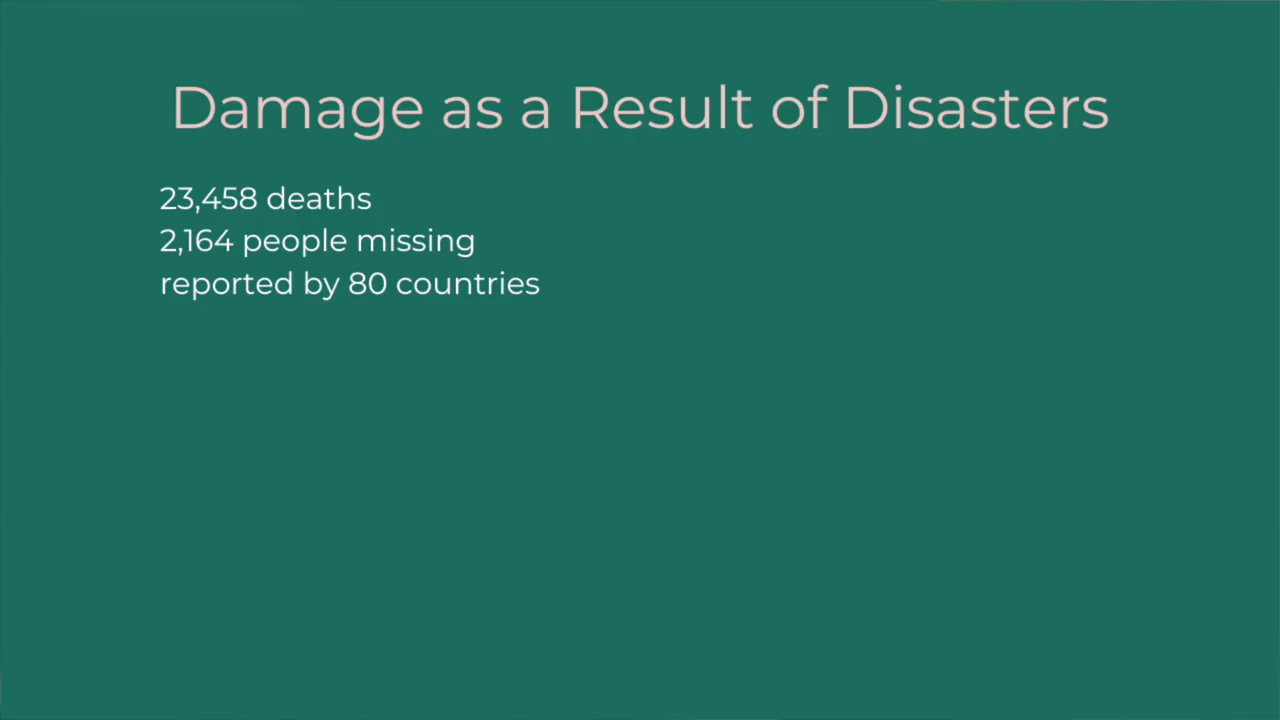 Damage as a Result of Disasters
23,458 deaths
2,164 people missing
reported by 80 countries